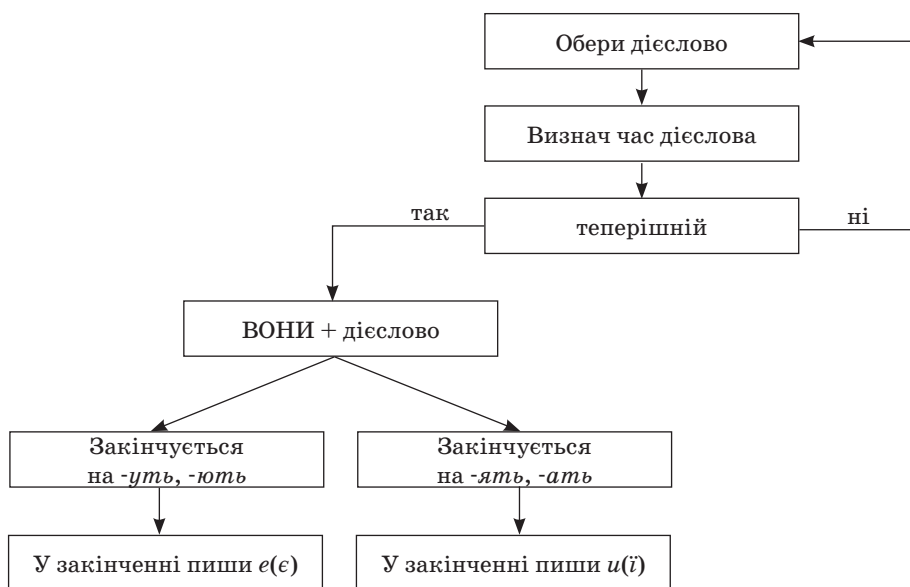 Обери дієслово
Визнач час дієслова
так
теперішній
ні
ВОНИ + дієслово
Закінчується
на -уть, -ють
Закінчується
на -ять, -ать
У закінченні пиши е(є)
У закінченні пиши и(ї)